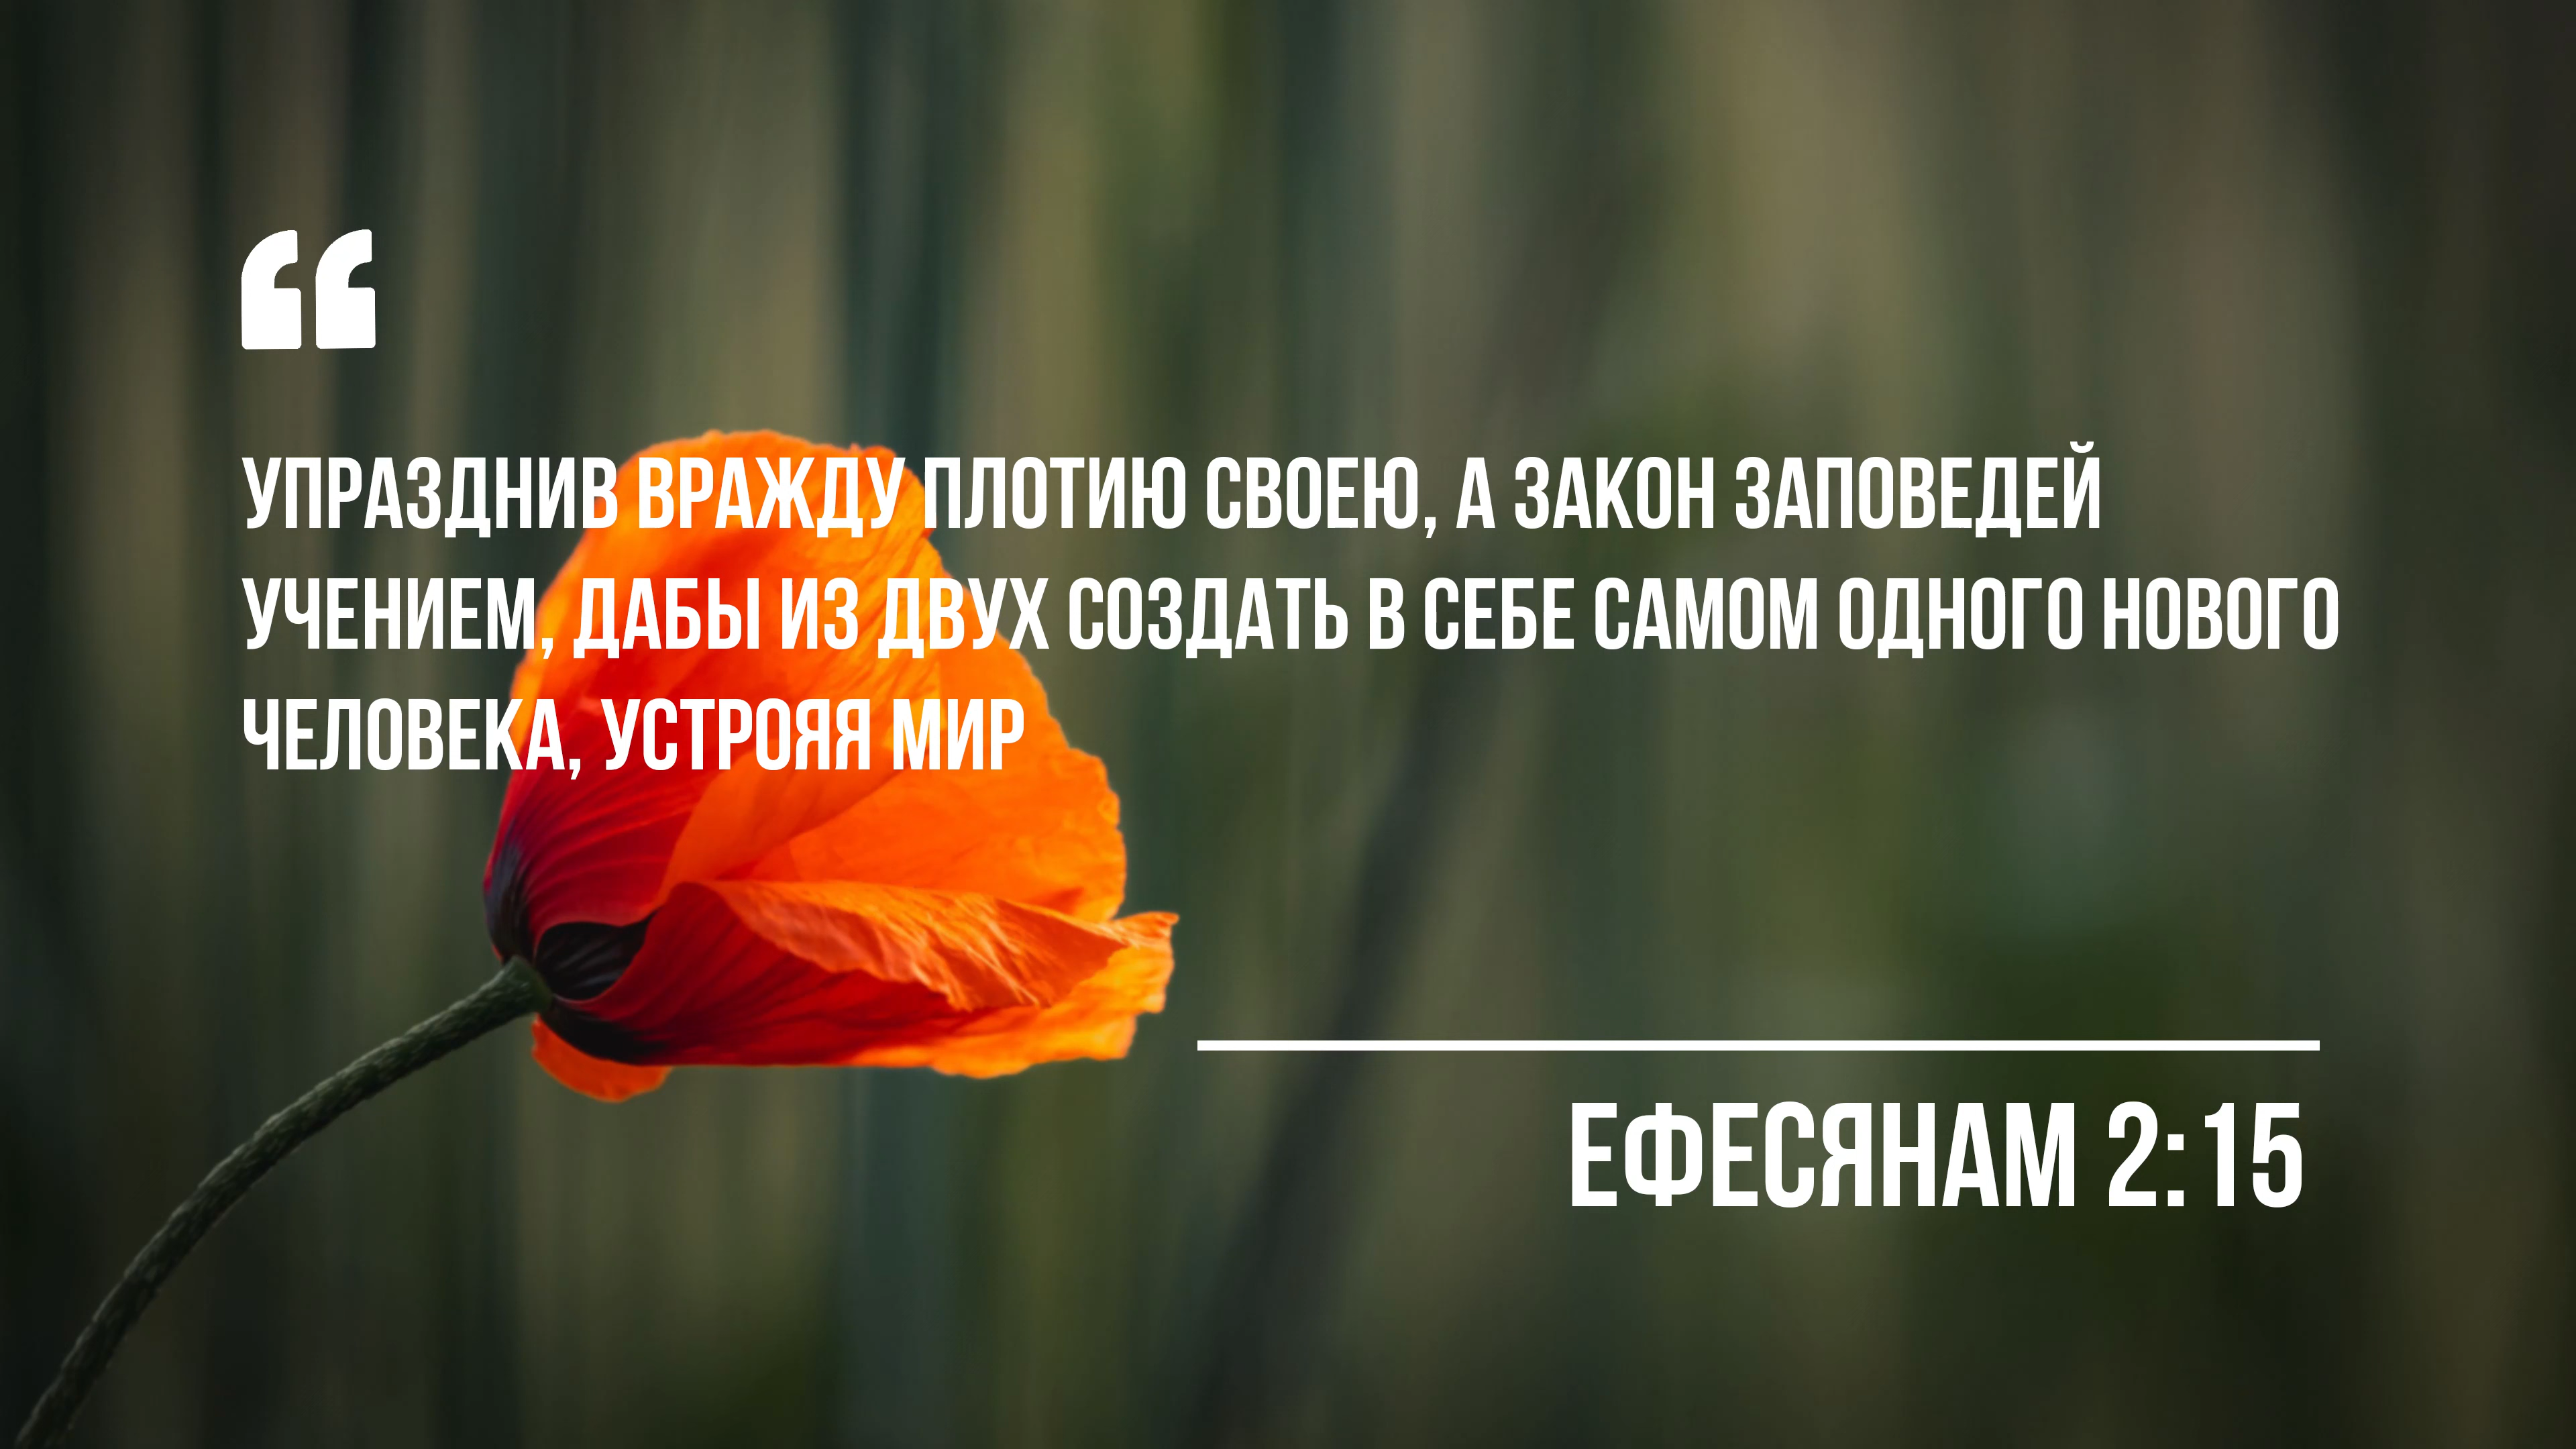 “
УПРАЗДНИВ ВРАЖДУ ПЛОТИЮ СВОЕЮ, А ЗАКОН ЗАПОВЕДЕЙ
УЧЕНИЕМ, ДАБЫ ИЗ ДВУХ СОЗДАТЬ В СЕБЕ САМОМ ОДНОГО НОВОГО
ЧЕЛОВЕКА, УСТРОЯЯ МИР
ЕФЕСЯНАМ 2:15